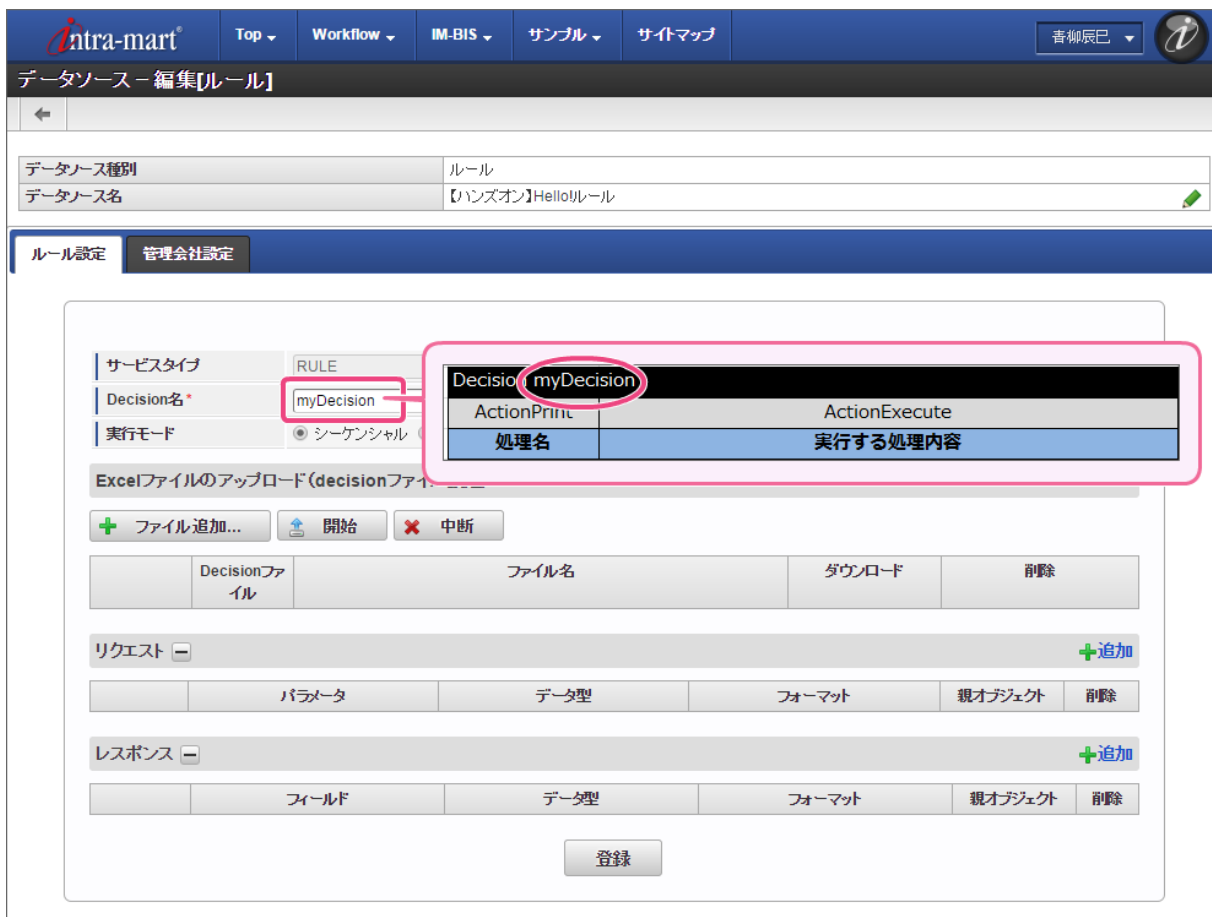 intra-mart® Top Workflow IM-BIS サンプル サイトマップ 青柳辰巳
データソース－編集[ルール]
データソース種別 ルール
データソース名 【ハンズオン】Hello!ルール
ルール設定 管理会社設定
サービスタイプ RULE
Decision名* myDecision
実行モード シーケンシャル
Decision myDecision
ActionPrint ActionExecute
処理名 実行する処理内容
Excelファイルのアップロード(decisionファイ
ファイル追加... 開始 中断
Decisionファイル ファイル名 ダウンロード 削除
リクエスト 追加
パラメータ データ型 フォーマット 親オブジェクト 削除
レスポンス 追加
フィールド データ型 フォーマット 親オブジェクト 削除
登録